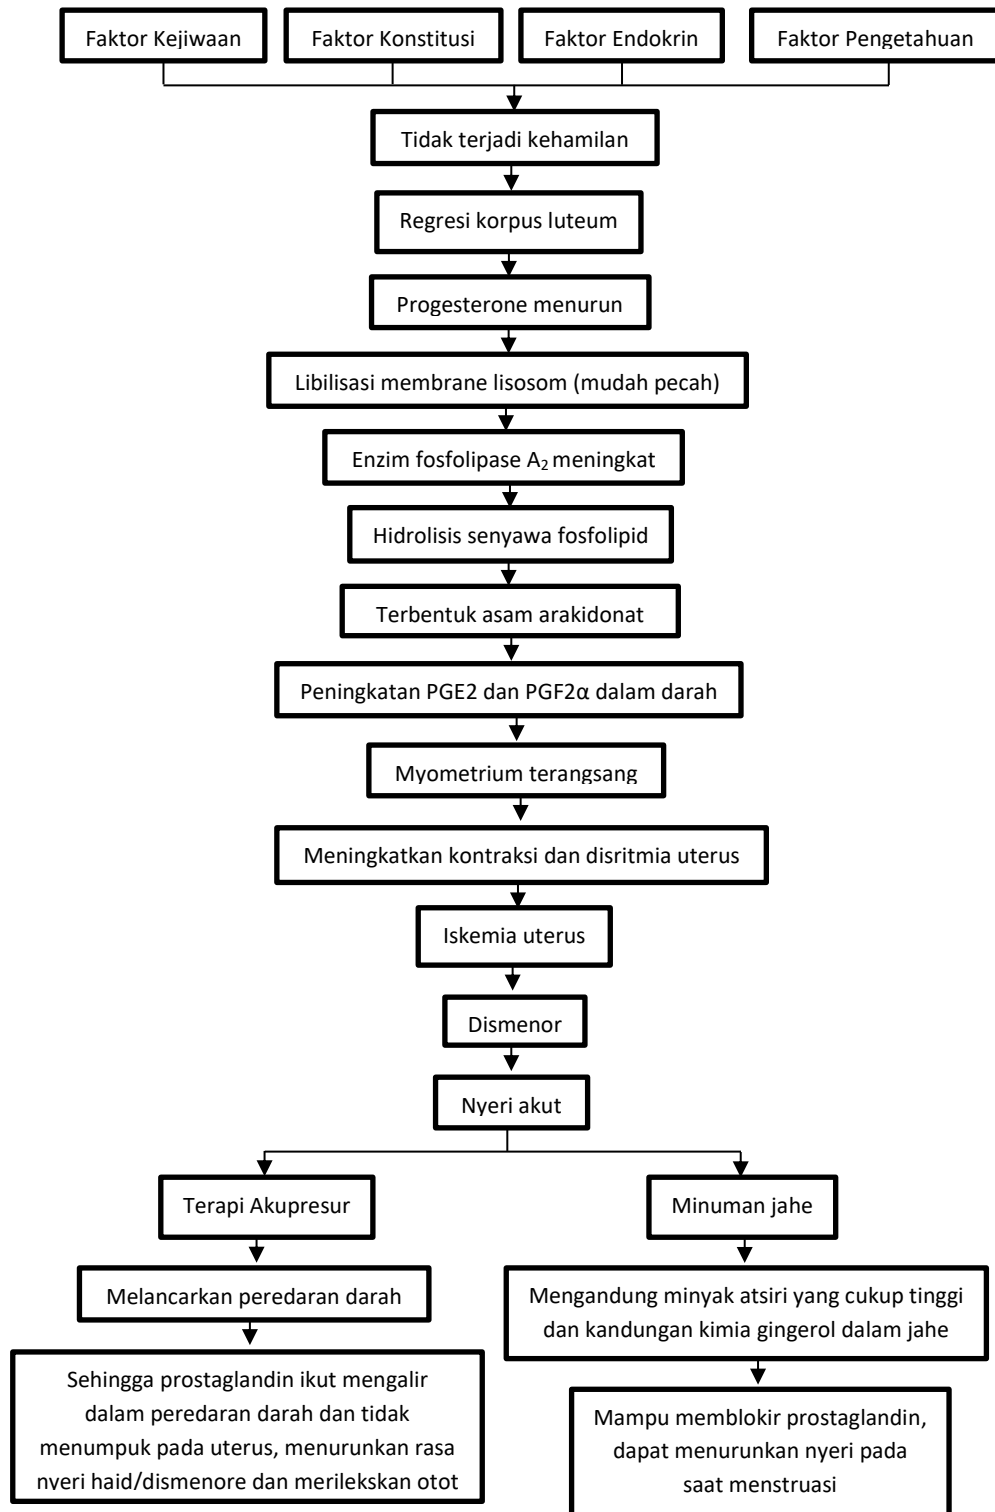 Faktor Kejiwaan
Faktor Konstitusi
Faktor Endokrin
Faktor Pengetahuan
Tidak terjadi kehamilan
Regresi korpus luteum
Progesterone menurun
Libilisasi membrane lisosom (mudah pecah)
Enzim fosfolipase A₂ meningkat
Hidrolisis senyawa fosfolipid
Terbentuk asam arakidonat
Peningkatan PGE2 dan PGF2α dalam darah
Myometrium terangsang
Meningkatkan kontraksi dan disritmia uterus
Iskemia uterus
Dismenor
Nyeri akut
Terapi Akupresur
Melancarkan peredaran darah
Sehingga prostaglandin ikut mengalir
dalam peredaran darah dan tidak
menumpuk pada uterus, menurunkan rasa
nyeri haid/dismenore dan merilekskan otot
Minuman jahe
Mengandung minyak atsiri yang cukup tinggi
dan kandungan kimia gingerol dalam jahe
Mampu memblokir prostaglandin,
dapat menurunkan nyeri pada
saat menstruasi